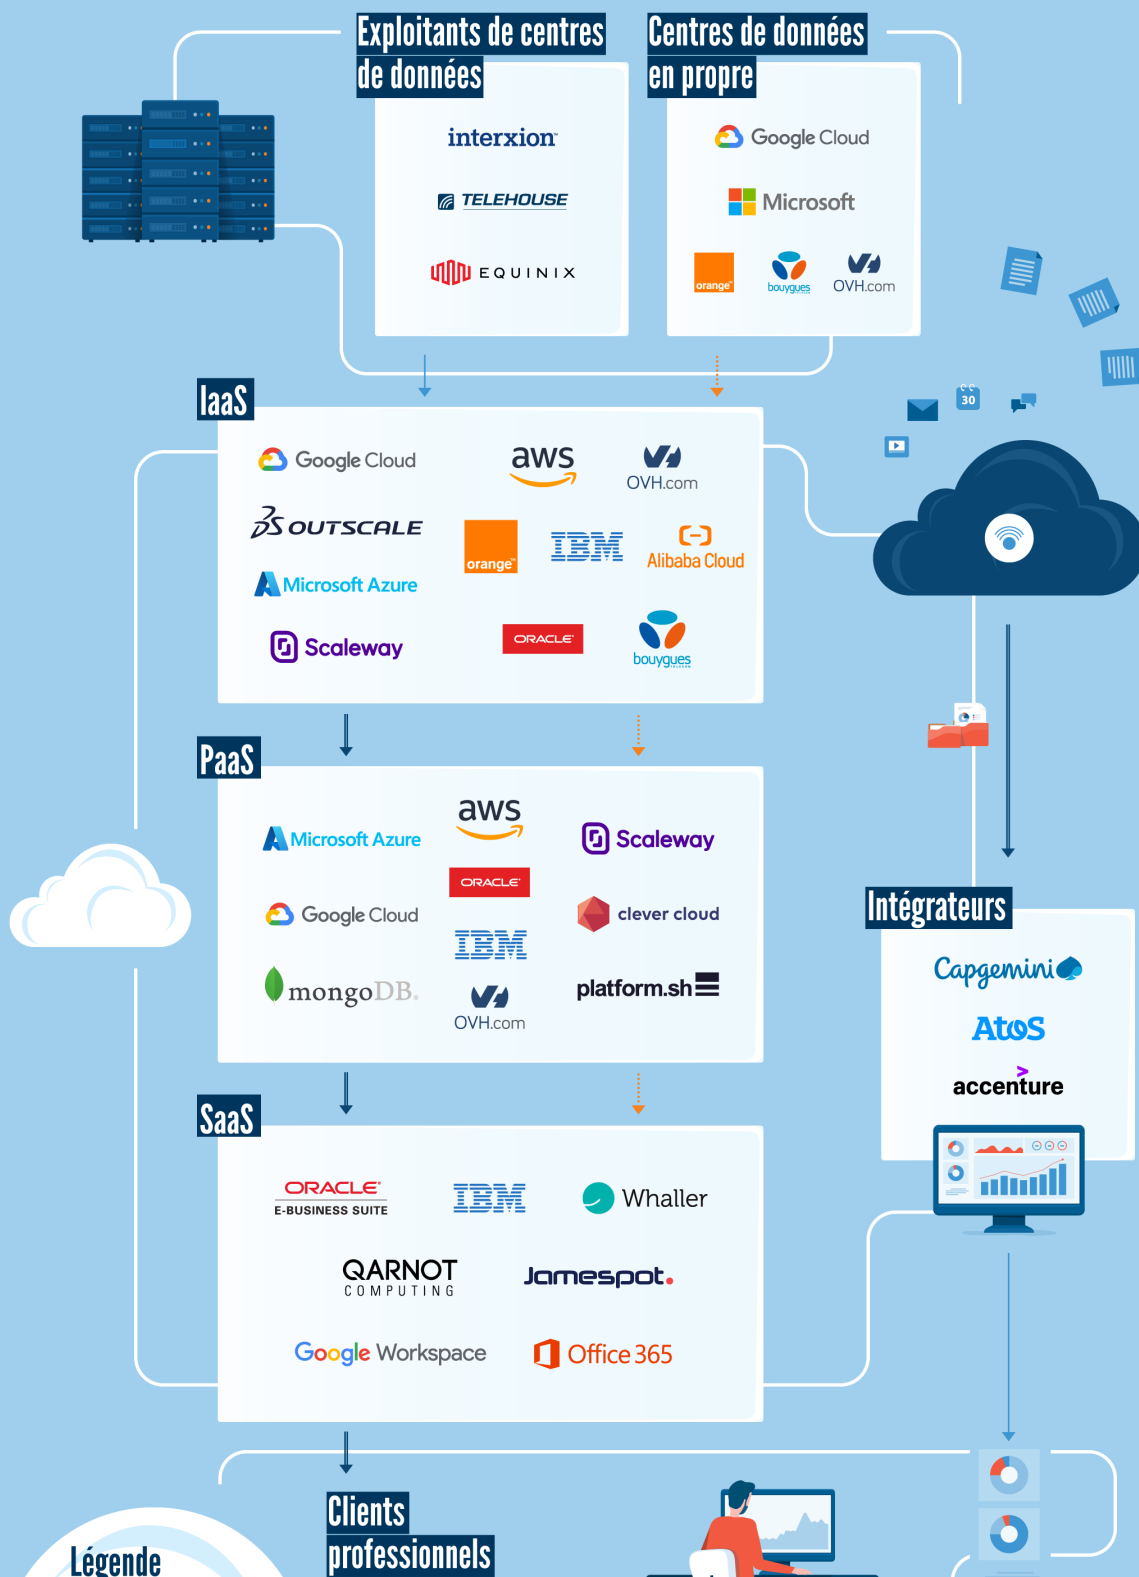 Exploitants de centres
de données
interxion
TELEHOUSE
EQUINIX
Centres de données
en propre
Google Cloud
Microsoft
orange
bouygues
OVH.com
30
IaaS
Google Cloud
aws
OVH.com
OUTSCALE
orange
IBM
Alibaba Cloud
Microsoft Azure
Scaleway
ORACLE
bouygues
TELECOM
PaaS
aws
Microsoft Azure
Scaleway
ORACLE
Google Cloud
clever cloud
IBM
mongoDB.
platform.sh
OVH.com
Intégrateurs
Capgemini
Atos
accenture
SaaS
ORACLE
E-BUSINESS SUITE
IBM
Whaller
QARNOT
COMPUTING
Jamespot.
Google Workspace
Office 365
Clients
professionnels
Légende